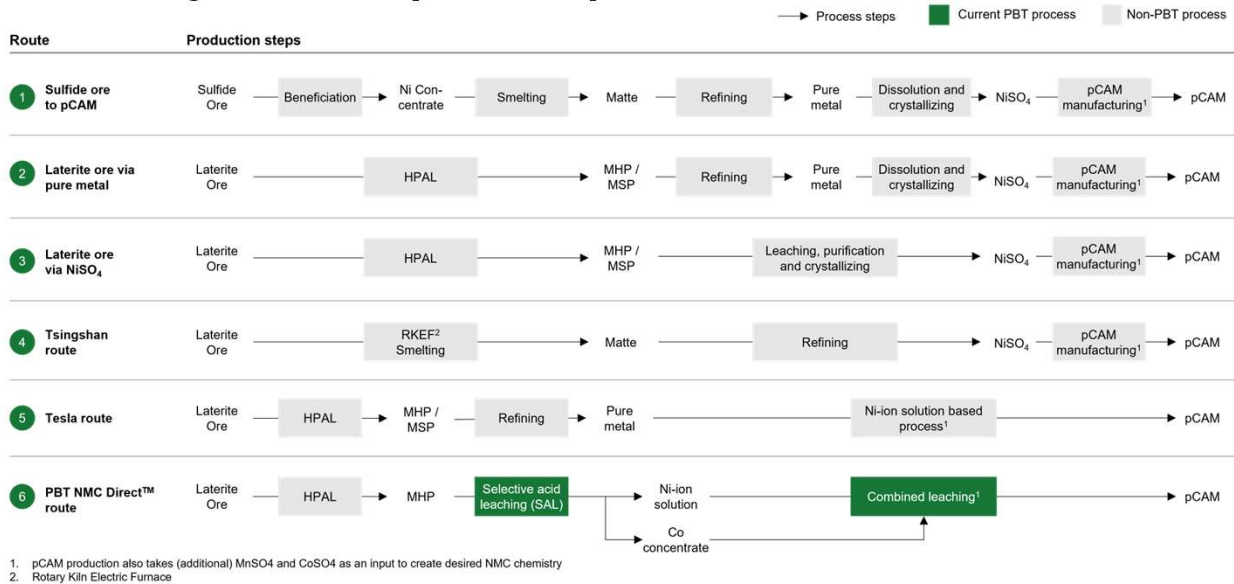 Process steps
Current PBT process
Non-PBT process
Route
Production steps
1
Sulfide ore
to pCAM
Sulfide
Ore
Beneficiation
Ni Con-
centrate
Smelting
Matte
Refining
Pure
metal
Dissolution and
crystallizing
NiSO4
pCAM
manufacturing1
pCAM
2
Laterite ore via
pure metal
Laterite
Ore
HPAL
MHP /
MSP
Refining
Pure
metal
Dissolution and
crystallizing
NiSO4
pCAM
manufacturing1
pCAM
3
Laterite ore
via NiSO4
Laterite
Ore
HPAL
MHP /
MSP
Leaching, purification
and crystallizing
NiSO4
pCAM
manufacturing1
pCAM
4
Tsingshan
route
Laterite
Ore
RKEF2
Smelting
Matte
Refining
NiSO4
pCAM
manufacturing1
pCAM
5
Tesla route
Laterite
Ore
HPAL
MHP /
MSP
Refining
Pure
metal
Ni-ion solution based
process1
pCAM
6
PBT NMC Direct™
route
Laterite
Ore
HPAL
MHP
Selective acid
leaching (SAL)
Ni-ion
solution
Co
concentrate
Combined leaching1
pCAM
1. pCAM production also takes (additional) MnSO4 and CoSO4 as an input to create desired NMC chemistry
2. Rotary Kiln Electric Furnace